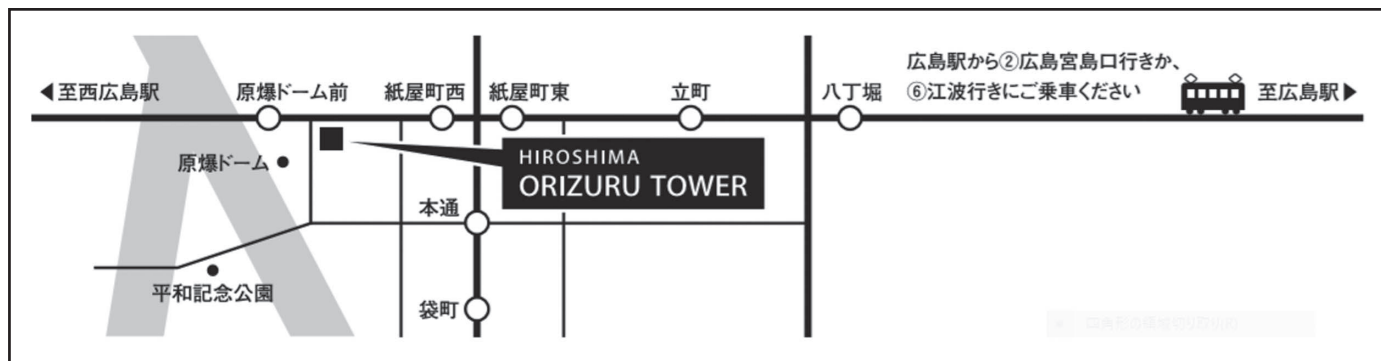 広島駅から②広島宮島口行きか、
⑥江波行きにご乗車ください
◀至西広島駅
原爆ドーム前
紙屋町西
紙屋町東
立町
八丁堀
至広島駅▶
原爆ドーム
HIROSHIMA
ORIZURU TOWER
本通
平和記念公園
袋町